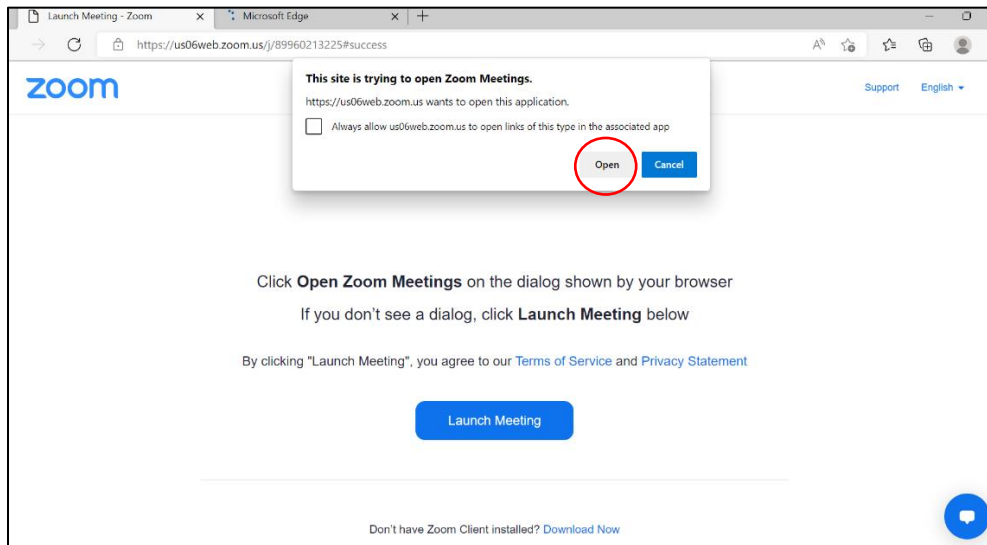 Launch Meeting - Zoom
Microsoft Edge
https://us06web.zoom.us/j/89960213225#success
zoom
Support English
This site is trying to open Zoom Meetings.
https://us06web.zoom.us wants to open this application.
Always allow us06web.zoom.us to open links of this type in the associated app
Open Cancel
Click Open Zoom Meetings on the dialog shown by your browser
If you don't see a dialog, click Launch Meeting below
By clicking "Launch Meeting", you agree to our Terms of Service and Privacy Statement
Launch Meeting
Don't have Zoom Client installed? Download Now